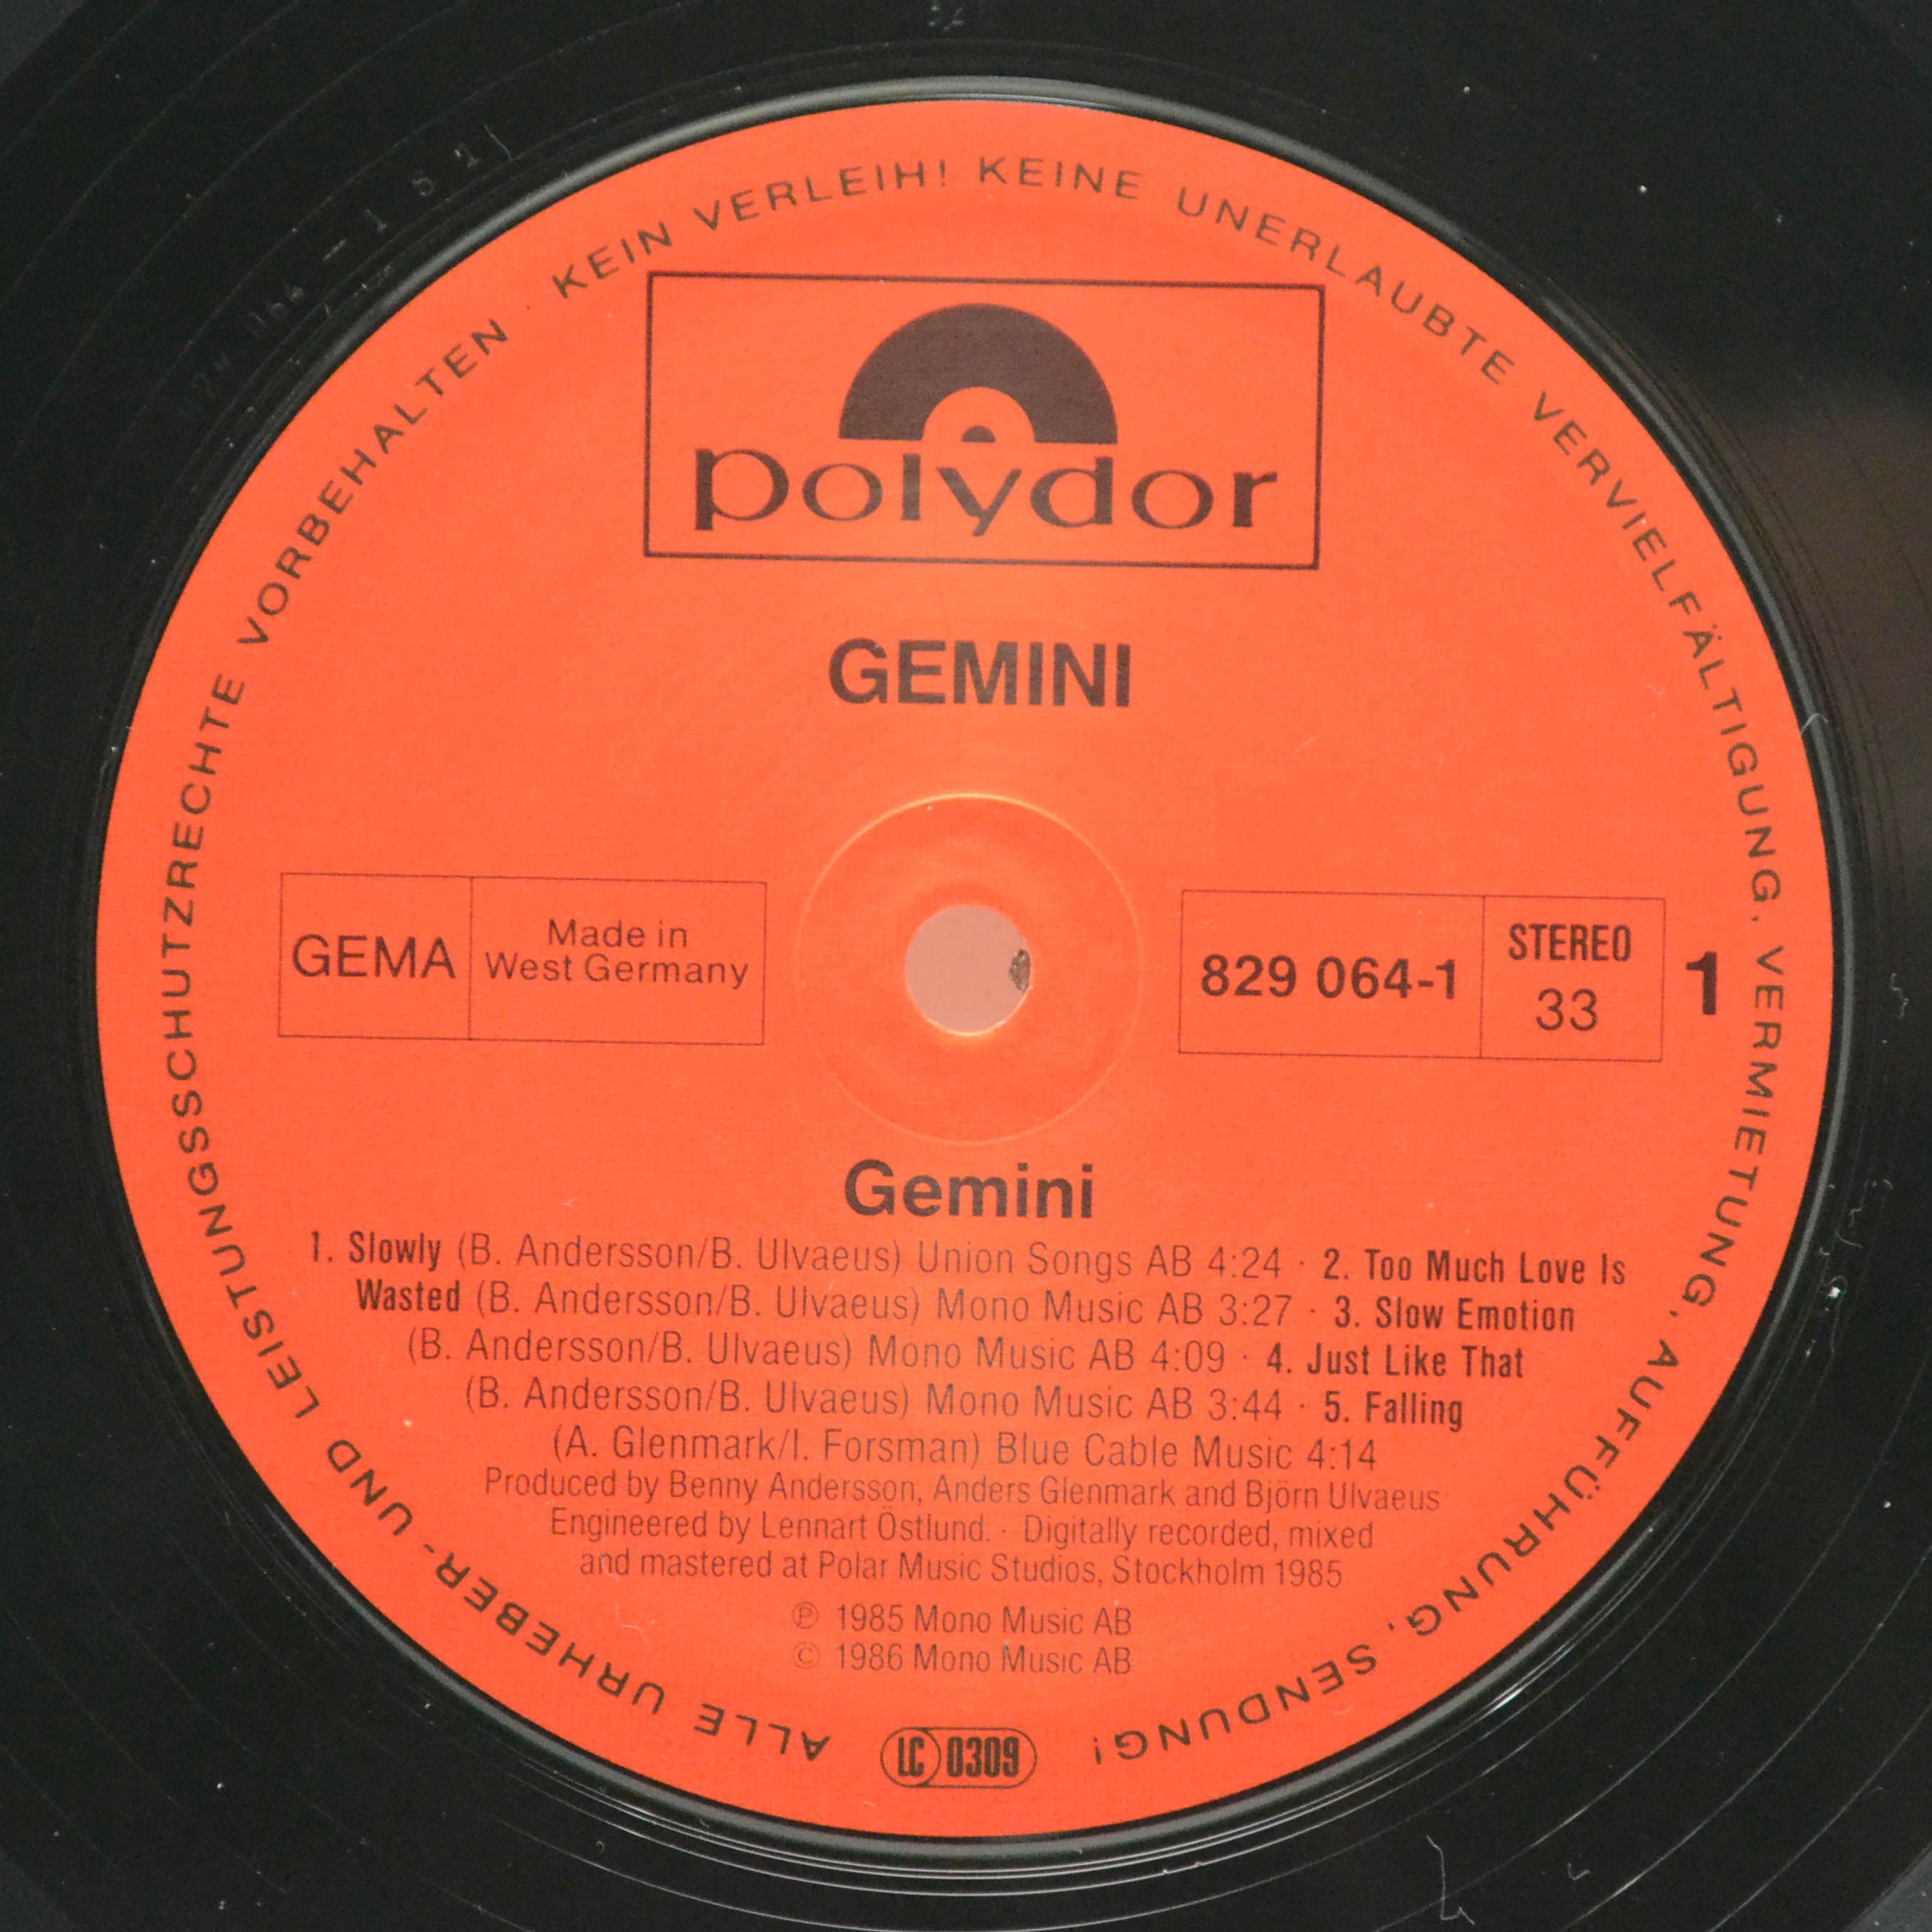 ALLE URHEBER- UND LEISTUNGSSCHUTZRECHTE VORBEHALTEN · KEIN VERLEIH! KEINE UNERLAUBTE VERVIELFÄLTIGUNG, VERMIETUNG, AUFFÜHRUNG, SENDUNG!
polydor
GEMINI
GEMA
Made in
West Germany
829 064-1
STEREO
33
1
Gemini
1. Slowly (B. Andersson/B. Ulvaeus) Union Songs AB 4:24 · 2. Too Much Love Is
Wasted (B. Andersson/B. Ulvaeus) Mono Music AB 3:27 · 3. Slow Emotion
(B. Andersson/B. Ulvaeus) Mono Music AB 4:09 · 4. Just Like That
(B. Andersson/B. Ulvaeus) Mono Music AB 3:44 · 5. Falling
(A. Glenmark/I. Forsman) Blue Cable Music 4:14
Produced by Benny Andersson, Anders Glenmark and Björn Ulvaeus
Engineered by Lennart Östlund. · Digitally recorded, mixed
and mastered at Polar Music Studios, Stockholm 1985
℗ 1985 Mono Music AB
© 1986 Mono Music AB
LC 0309